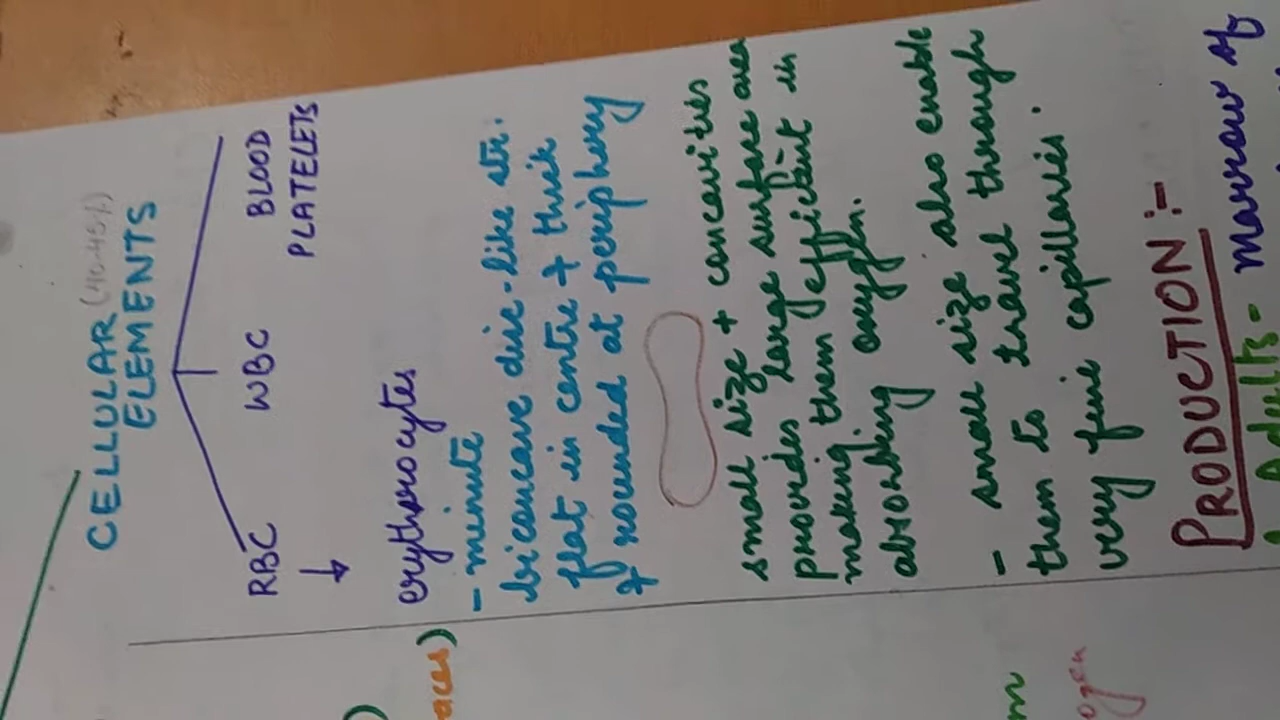 CELLULAR (40-45%)
ELEMENTS
RBC WBC BLOOD
PLATELETS
↓
erythrocytes
- minute
biconcave disc-like str.
flat in centre + thick
+ rounded at periphery
small size + concavities
provides large surface area
making them efficient in
absorbing oxygen.
- small size also enable
them to travel through
very fine capillaries.
PRODUCTION :-
Adults - marrow of
aces)